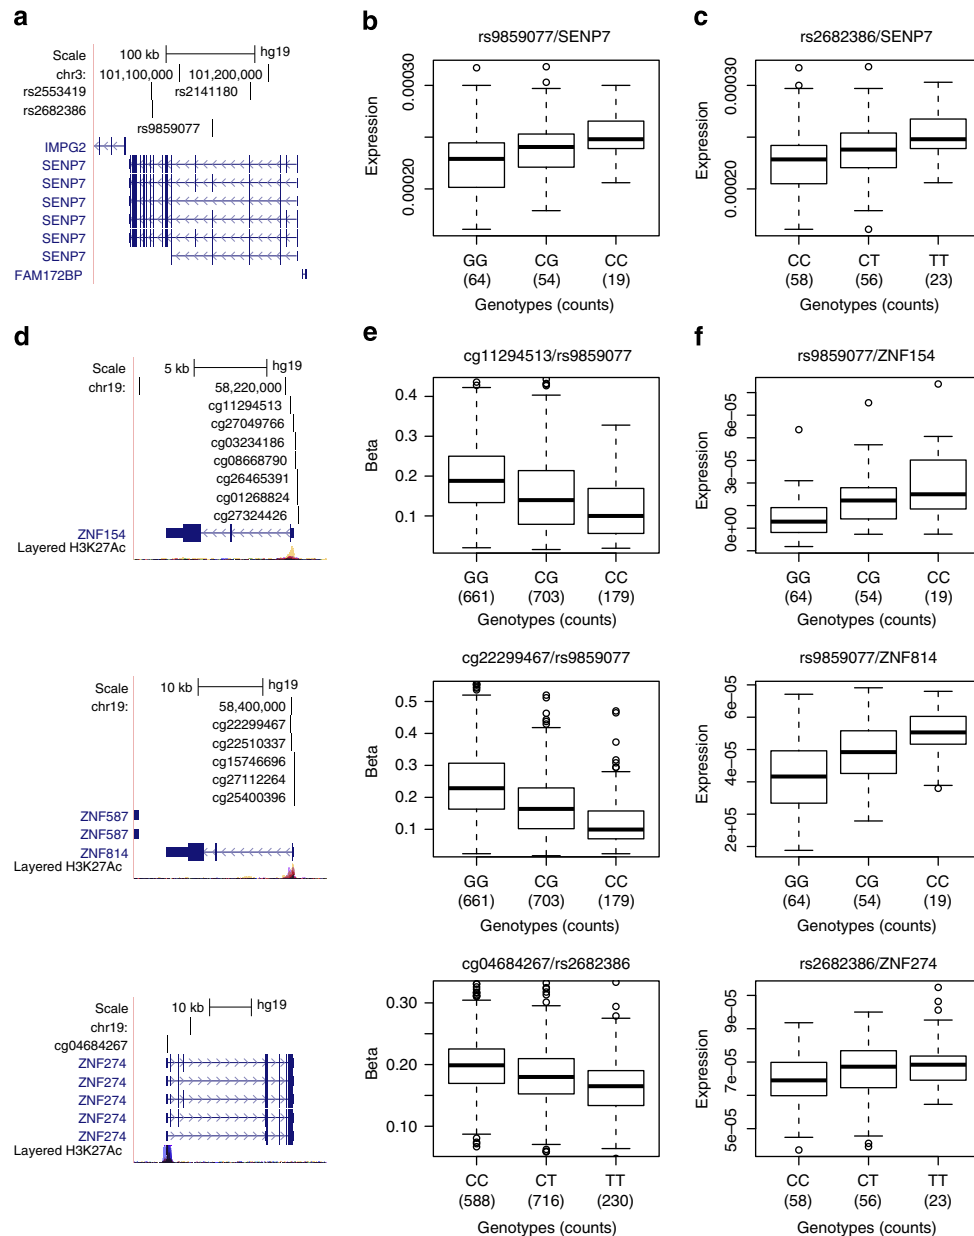 a
Scale
100 kb
hg19
chr3:
101,100,000
101,200,000
rs2553419
rs2141180
rs2682386
rs9859077
IMPG2
SENP7
SENP7
SENP7
SENP7
SENP7
SENP7
FAM172BP
b
rs9859077/SENP7
Expression
0.00030
0.00020
GG CG CC
(64) (54) (19)
Genotypes (counts)
c
rs2682386/SENP7
Expression
0.00030
0.00020
CC CT TT
(58) (56) (23)
Genotypes (counts)
d
Scale
5 kb
hg19
chr19:
58,220,000
cg11294513
cg27049766
cg03234186
cg08668790
cg26465391
cg01268824
cg27324426
ZNF154
Layered H3K27Ac
Scale
10 kb
hg19
chr19:
58,400,000
cg22299467
cg22510337
cg15746696
cg27112264
cg25400396
ZNF587
ZNF587
ZNF814
Layered H3K27Ac
Scale
10 kb
hg19
chr19:
cg04684267
ZNF274
ZNF274
ZNF274
ZNF274
ZNF274
Layered H3K27Ac
e
cg11294513/rs9859077
Beta
0.4
0.3
0.2
0.1
GG CG CC
(661) (703) (179)
Genotypes (counts)
cg22299467/rs9859077
Beta
0.5
0.4
0.3
0.2
0.1
GG CG CC
(661) (703) (179)
Genotypes (counts)
cg04684267/rs2682386
Beta
0.30
0.20
0.10
CC CT TT
(588) (716) (230)
Genotypes (counts)
f
rs9859077/ZNF154
Expression
6e−05
3e−05
0e+00
GG CG CC
(64) (54) (19)
Genotypes (counts)
rs9859077/ZNF814
Expression
6e−05
4e−05
2e−05
GG CG CC
(64) (54) (19)
Genotypes (counts)
rs2682386/ZNF274
Expression
9e−05
7e−05
5e−05
CC CT TT
(58) (56) (23)
Genotypes (counts)